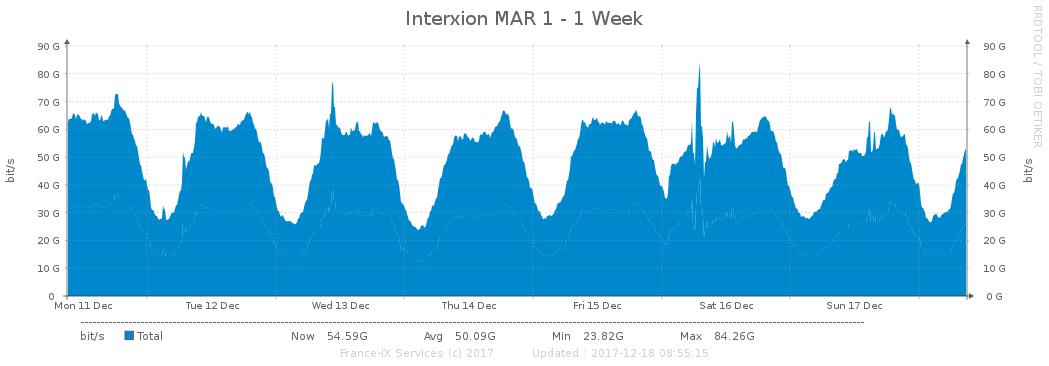 Interxion MAR 1 - 1 Week
RRDTOOL / TOBI OETIKER
bit/s
90 G
80 G
70 G
60 G
50 G
40 G
30 G
20 G
10 G
0
90 G
80 G
70 G
60 G
50 G
40 G
30 G
20 G
10 G
0 G
bit/s
Mon 11 Dec Tue 12 Dec Wed 13 Dec Thu 14 Dec Fri 15 Dec Sat 16 Dec Sun 17 Dec
bit/s Total Now 54.59G Avg 50.09G Min 23.82G Max 84.26G
France-IX Services (c) 2017 Updated : 2017-12-18 08:55:15